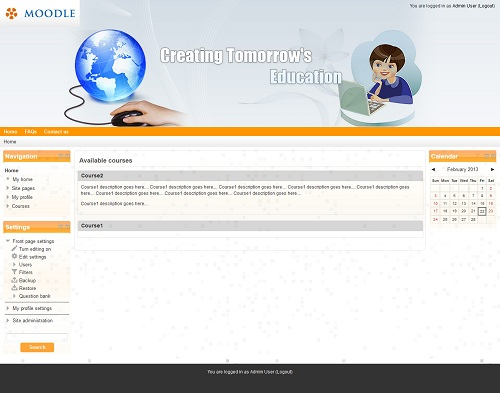 MOODLE
You are logged in as Admin User (Logout)
Creating Tomorrow's
Education
Home FAQs Contact us
Home
Navigation
Home
My home
Site pages
My profile
Courses
Settings
Front page settings
Turn editing on
Edit settings
Users
Filters
Backup
Restore
Question bank
My profile settings
Site administration
Search
Available courses
Course2
Course1 description goes here.... Course1 description goes here.... Course1 description goes here.... Course1 description goes here.... Course1 description goes
here.... Course1 description goes here.... Course1 description goes here.... Course1 description goes here....
Course1 description goes here....
Course1
Calendar
February 2013
Sun Mon Tue Wed Thu Fri Sat
1 2
3 4 5 6 7 8 9
10 11 12 13 14 15 16
17 18 19 20 21 22 23
24 25 26 27 28
You are logged in as Admin User (Logout)